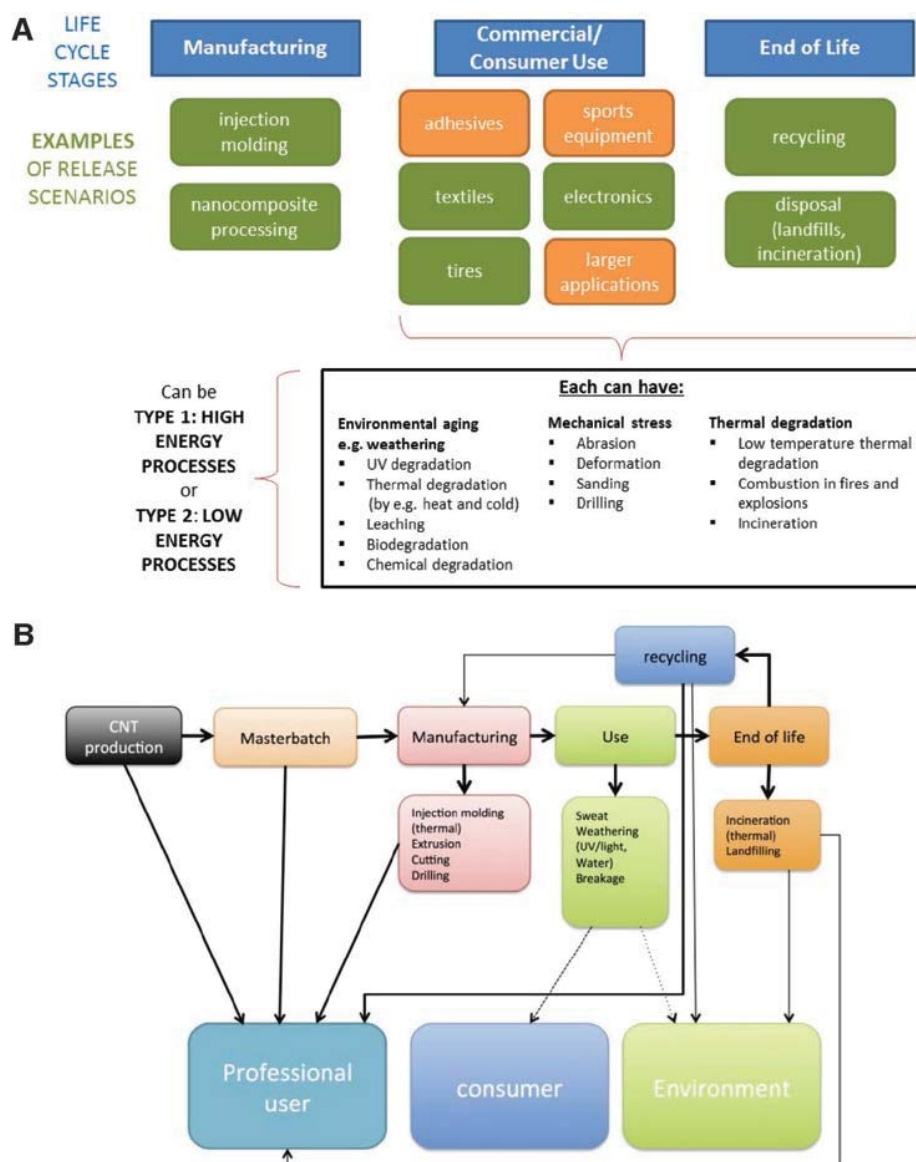 A
LIFE
CYCLE
STAGES
Manufacturing
Commercial/
Consumer Use
End of Life
EXAMPLES
OF RELEASE
SCENARIOS
injection
molding
nanocomposite
processing
adhesives
sports
equipment
textiles
electronics
tires
larger
applications
recycling
disposal
(landfills,
incineration)
Can be
TYPE 1: HIGH
ENERGY
PROCESSES
or
TYPE 2: LOW
ENERGY
PROCESSES
Each can have:
Environmental aging
e.g. weathering
▪ UV degradation
▪ Thermal degradation
(by e.g. heat and cold)
▪ Leaching
▪ Biodegradation
▪ Chemical degradation
Mechanical stress
▪ Abrasion
▪ Deformation
▪ Sanding
▪ Drilling
Thermal degradation
▪ Low temperature thermal
degradation
▪ Combustion in fires and
explosions
▪ Incineration
B
recycling
CNT
production
Masterbatch
Manufacturing
Use
End of life
Injection molding
(thermal)
Extrusion
Cutting
Drilling
Sweat
Weathering
(UV/light,
Water)
Breakage
Incineration
(thermal)
Landfilling
Professional
user
consumer
Environment